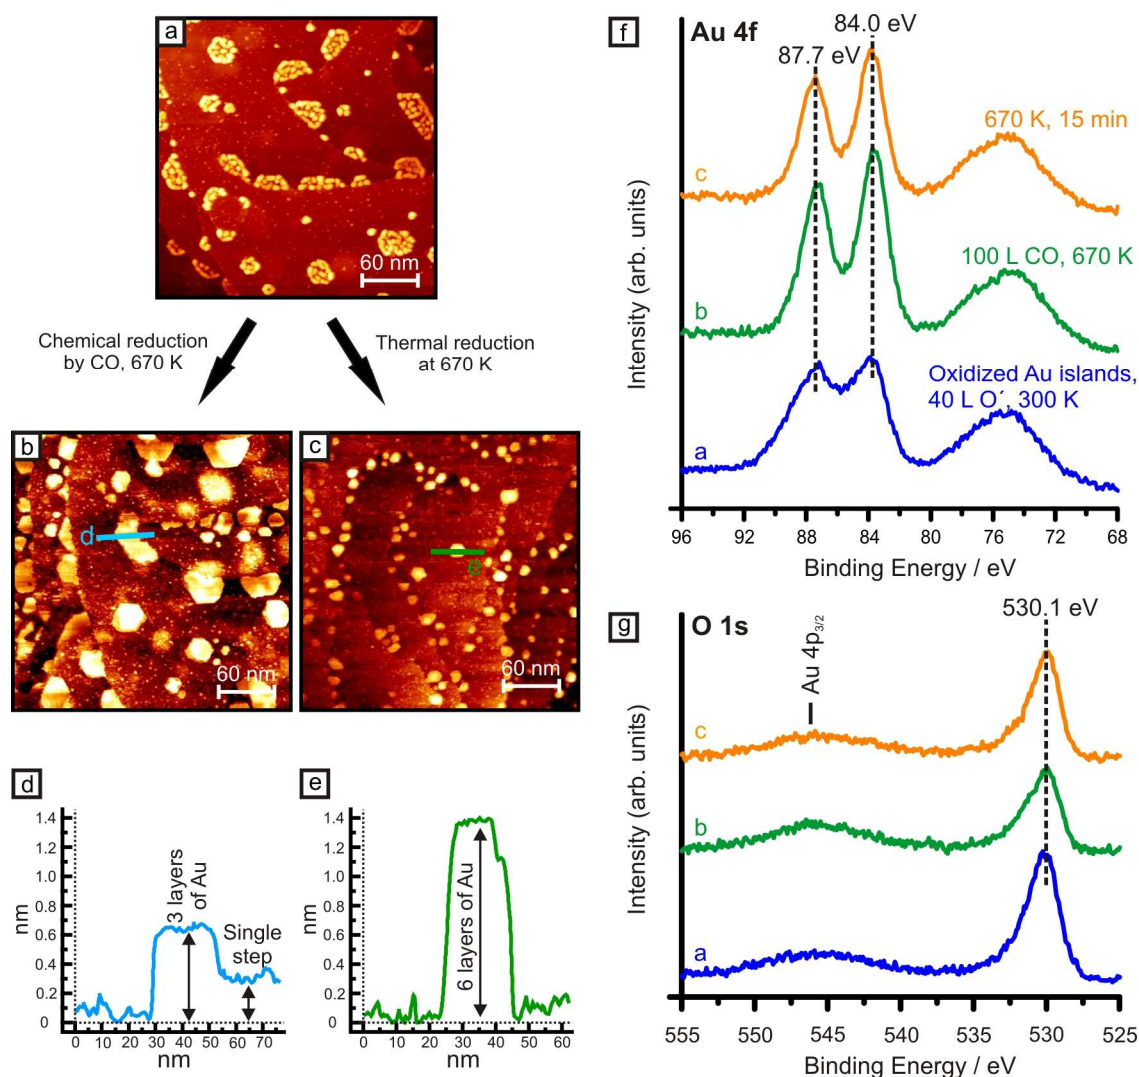 a
60 nm
Chemical reduction
by CO, 670 K
Thermal reduction
at 670 K
b
d
60 nm
c
e
60 nm
d
1.4
1.2
1.0
0.8
0.6
0.4
0.2
0
nm
3 layers
of Au
Single
step
0 10 20 30 40 50 60 70
nm
e
1.4
1.2
1.0
0.8
0.6
0.4
0.2
0
nm
6 layers of Au
0 10 20 30 40 50 60
nm
f
Au 4f
84.0 eV
87.7 eV
670 K, 15 min
c
100 L CO, 670 K
b
Oxidized Au islands,
40 L O´, 300 K
a
Intensity (arb. units)
96 92 88 84 80 76 72 68
Binding Energy / eV
g
O 1s
Au 4p3/2
530.1 eV
c
b
a
Intensity (arb. units)
555 550 545 540 535 530 525
Binding Energy / eV